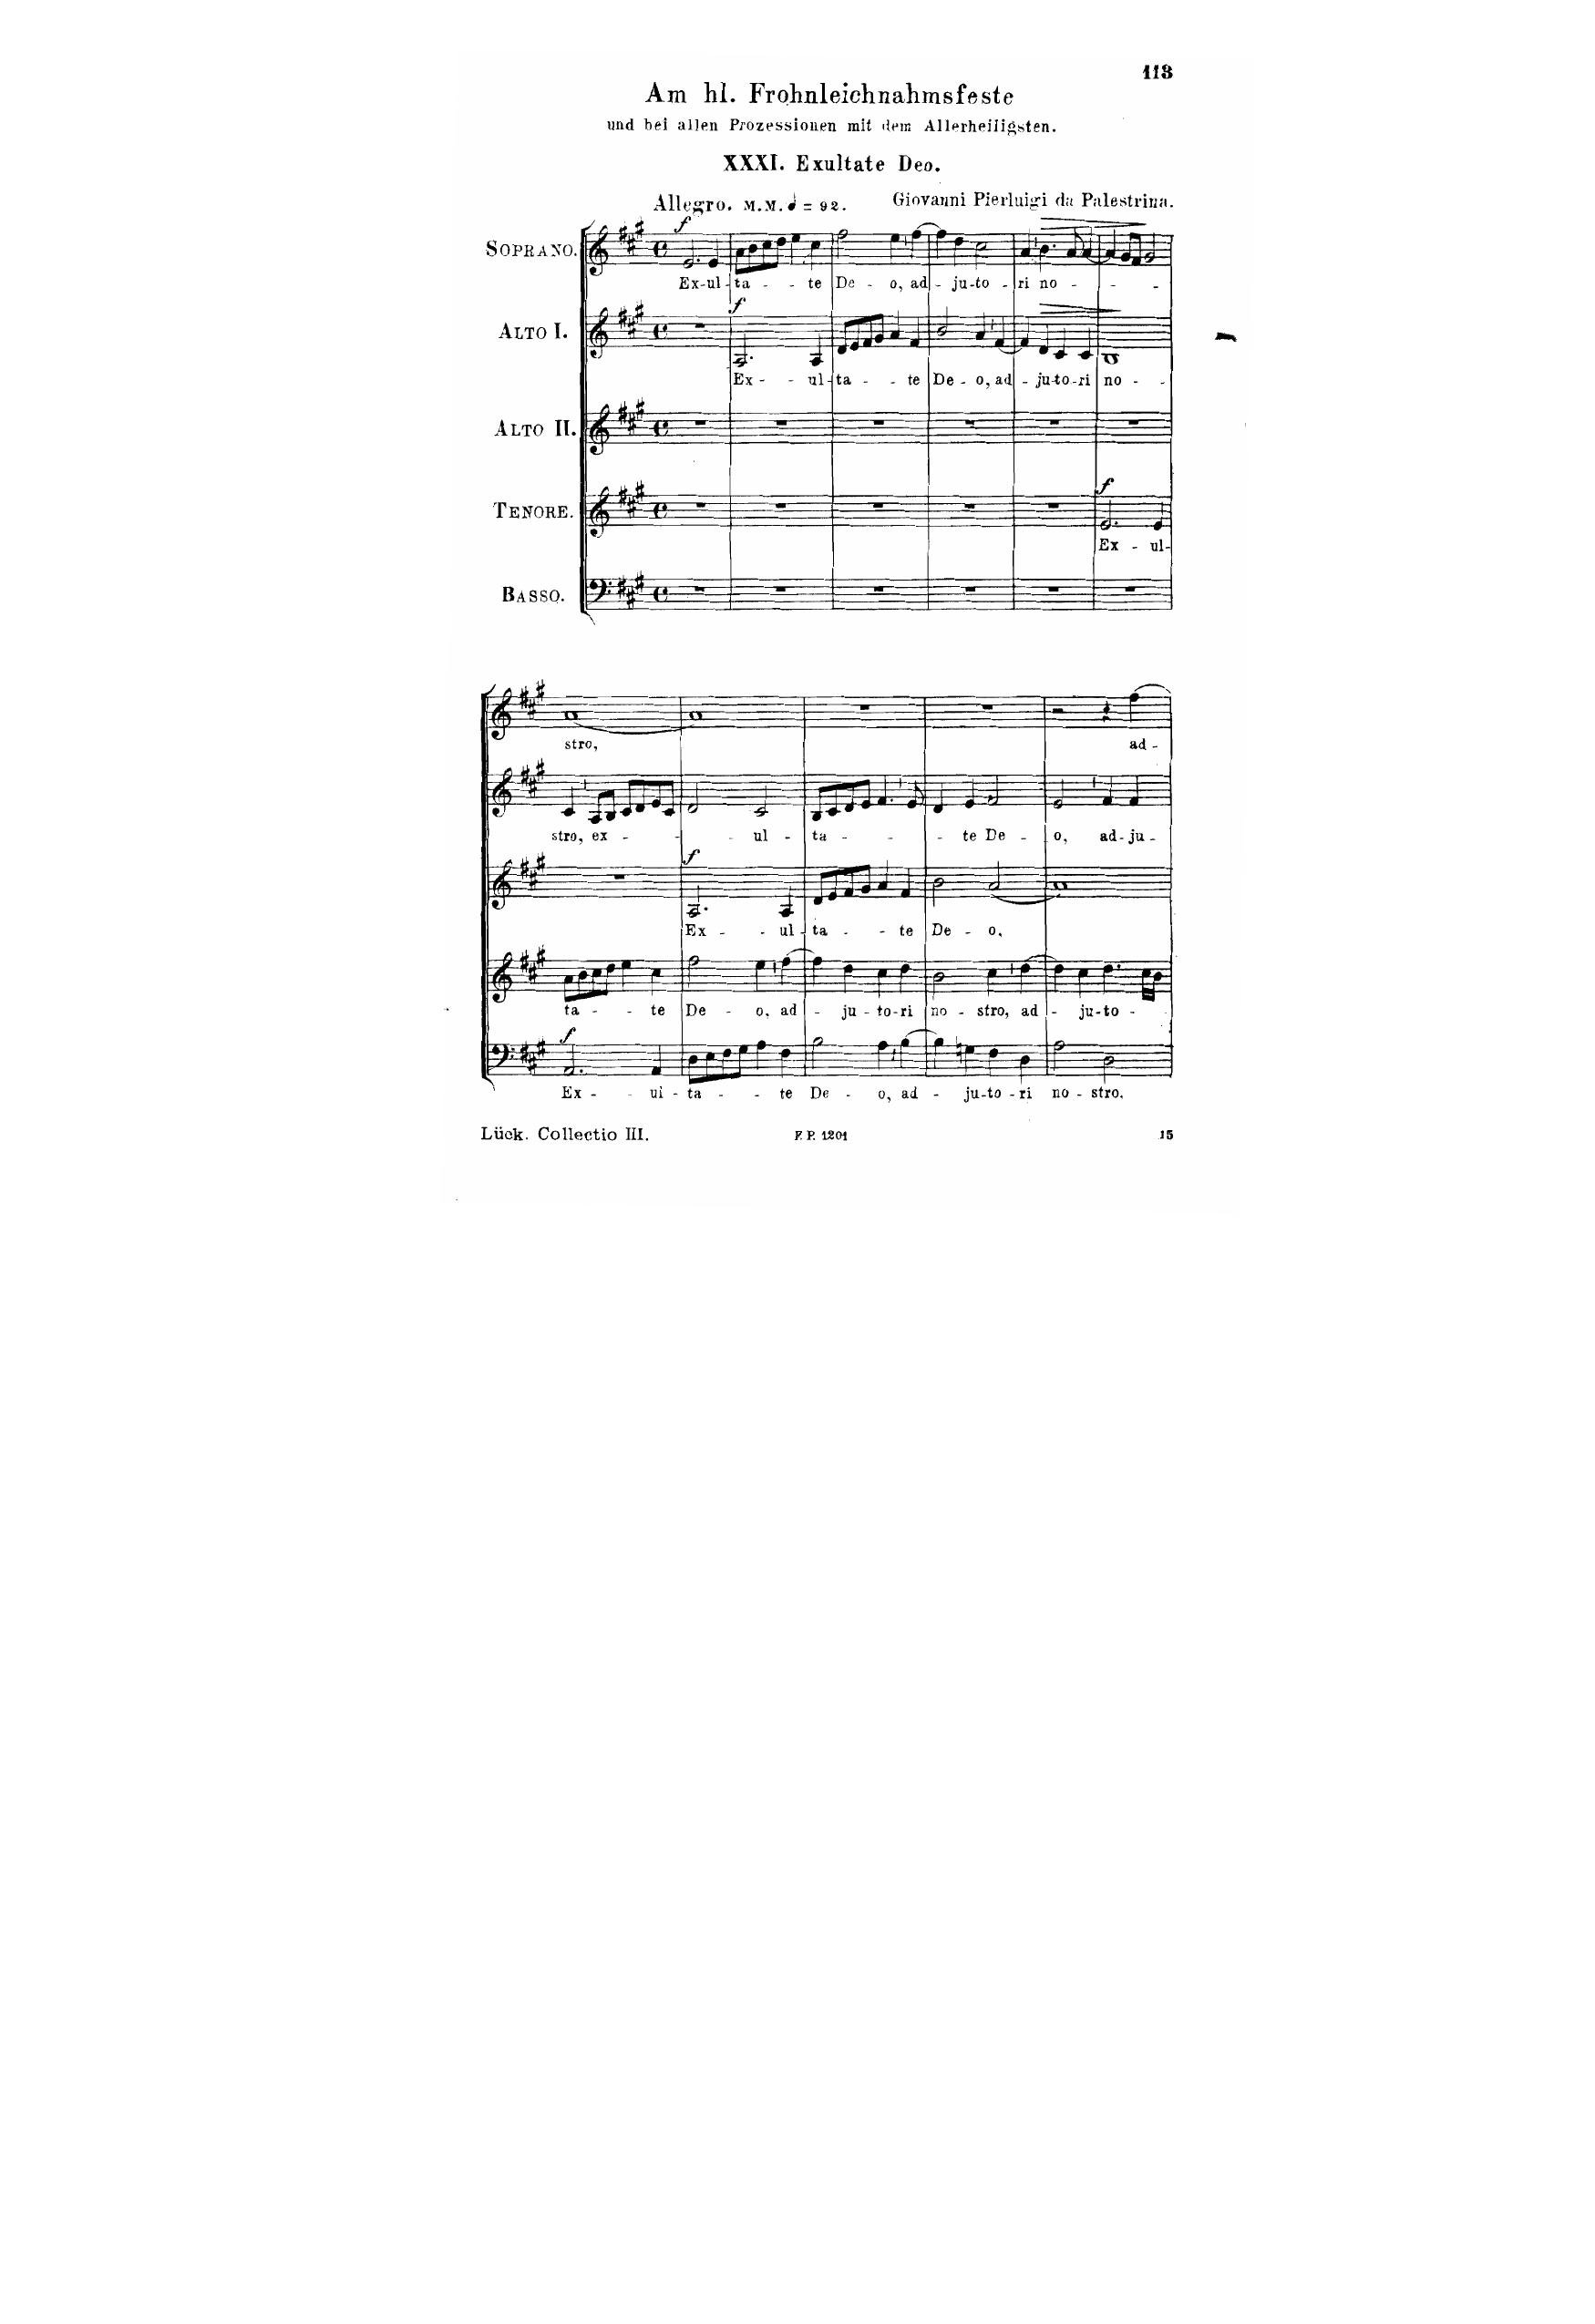 113
Am hl. Frohnleichnahmsfeste
und bei allen Prozessionen mit dem Allerheiligsten.
XXXI. Exultate Deo.
Allegro. M.M. = 92. Giovanni Pierluigi da Palestrina.
f
SOPRANO.
Ex-ul-ta - - te De - o, ad - ju-to - ri no - - -
f
ALTO I.
Ex - - ul-ta - - te De - o, ad - ju-to-ri no - -
ALTO II.
f
TENORE.
Ex - ul-
BASSO.
stro, ad -
stro, ex - - - ul - ta - - - te De - o, ad-ju -
f
Ex - - ul-ta - - te De - o.
ta - - te De - o, ad - ju - to-ri no - stro, ad - ju-to -
f
Ex - - ul - ta - - te De - o, ad - ju-to-ri no - stro.
Lück. Collectio III. F. P. 1201 15